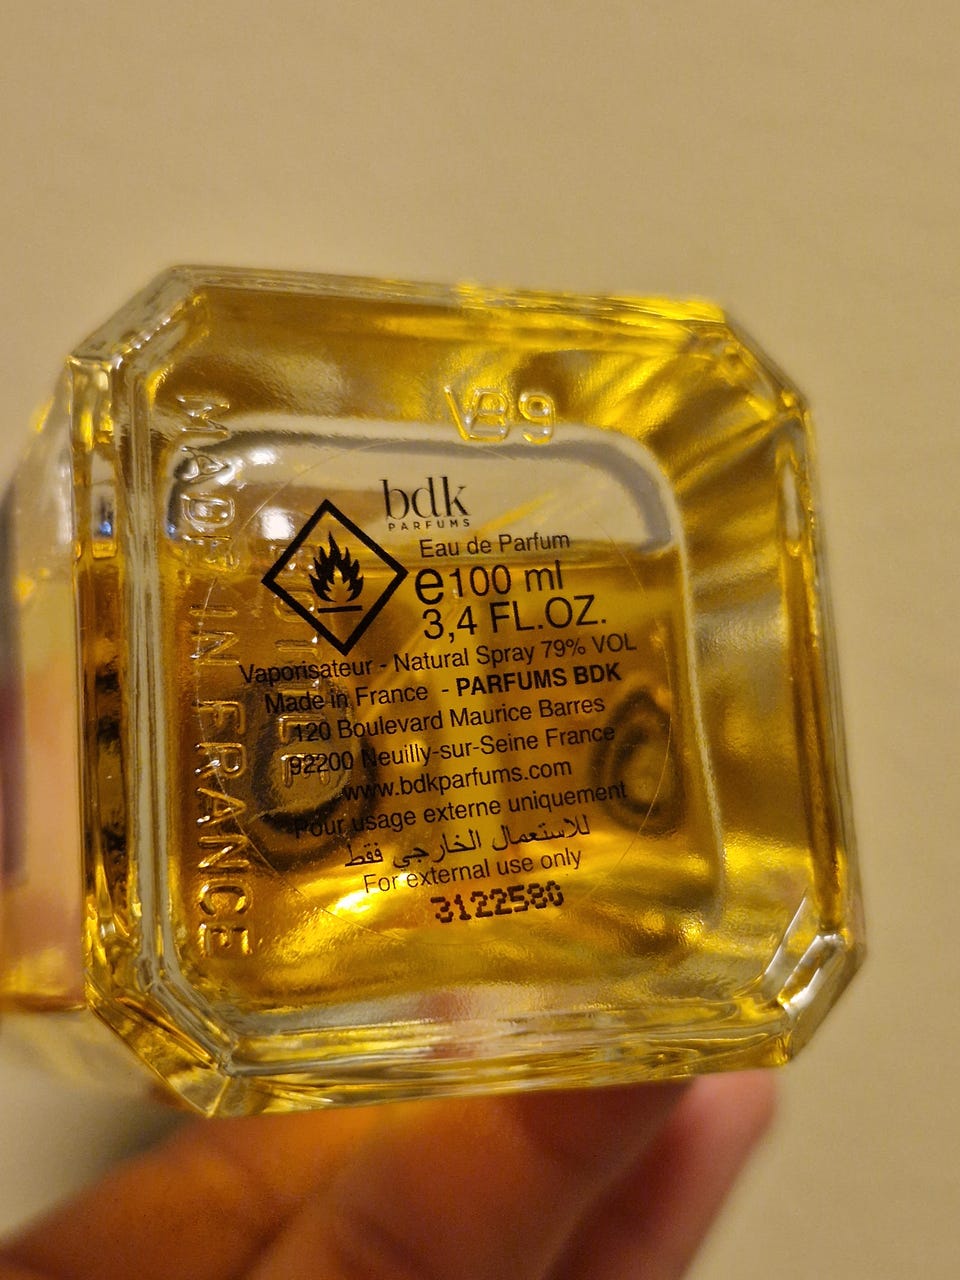 VB9
MADE IN FRANCE
bdk
PARFUMS
Eau de Parfum
e 100 ml
3,4 FL.OZ.
Vaporisateur - Natural Spray 79% VOL
Made in France - PARFUMS BDK
120 Boulevard Maurice Barres
92200 Neuilly-sur-Seine France
www.bdkparfums.com
Pour usage externe uniquement
للاستعمال الخارجي فقط
For external use only
3122580